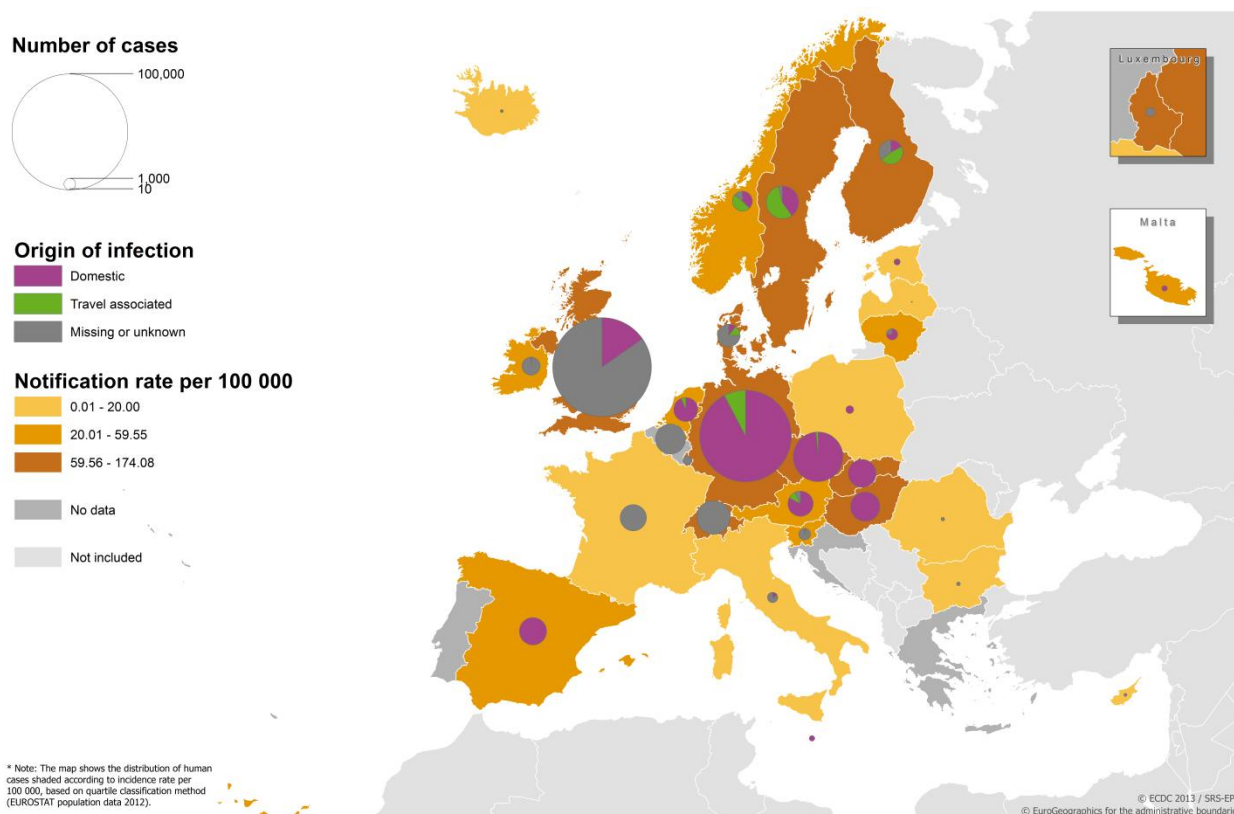 Number of cases
100,000
1,000
10
Origin of infection
Domestic
Travel associated
Missing or unknown
Notification rate per 100 000
0.01 - 20.00
20.01 - 59.55
59.56 - 174.08
No data
Not included
Luxembourg
Malta
* Note: The map shows the distribution of human
cases shaded according to incidence rate per
100 000, based on quartile classification method
(EUROSTAT population data 2012).
© ECDC 2013 / SRS-EP
© EuroGeographics for the administrative boundarie